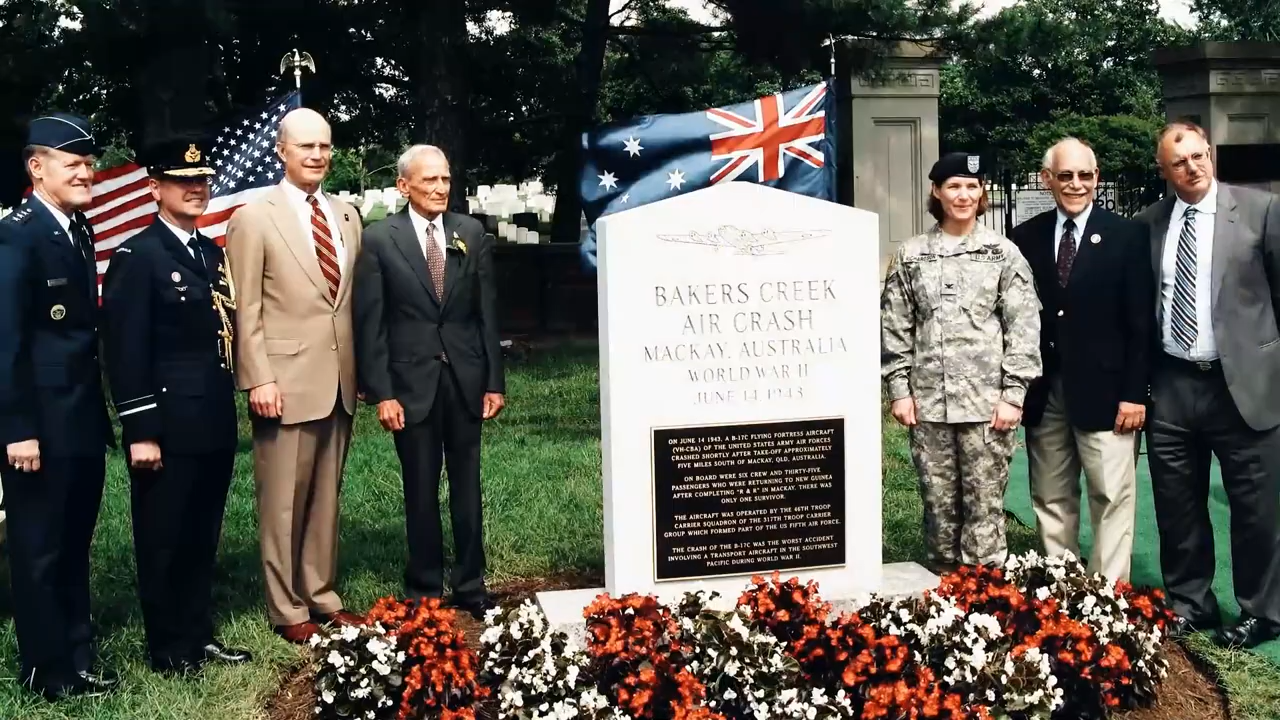 BAKERS CREEK
AIR CRASH
MACKAY, AUSTRALIA
WORLD WAR II
JUNE 14, 1943
ON JUNE 14 1943, A B-17C FLYING FORTRESS AIRCRAFT
(VH-CBA) OF THE UNITED STATES ARMY AIR FORCES
CRASHED SHORTLY AFTER TAKE-OFF APPROXIMATELY
FIVE MILES SOUTH OF MACKAY, QLD, AUSTRALIA.
ON BOARD WERE SIX CREW AND THIRTY-FIVE
PASSENGERS WHO WERE RETURNING TO NEW GUINEA
AFTER COMPLETING "R & R" IN MACKAY. THERE WAS
ONLY ONE SURVIVOR.
THE AIRCRAFT WAS OPERATED BY THE 46TH TROOP
CARRIER SQUADRON OF THE 317TH TROOP CARRIER
GROUP WHICH FORMED PART OF THE US FIFTH AIR FORCE.
THE CRASH OF THE B-17C WAS THE WORST ACCIDENT
INVOLVING A TRANSPORT AIRCRAFT IN THE SOUTHWEST
PACIFIC DURING WORLD WAR II.
U.S. ARMY